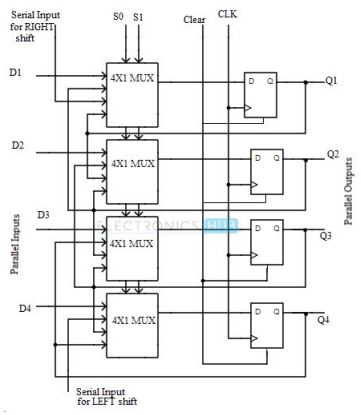 Serial Input
for RIGHT
shift
S0 S1
Clear
CLK
D1
4X1 MUX
D Q
Q1
D2
4X1 MUX
D Q
Q2
Parallel Inputs
Parallel Outputs
ELECTRONICS HUB
D3
4X1 MUX
D Q
Q3
D4
4X1 MUX
D Q
Q4
Serial Input
for LEFT shift